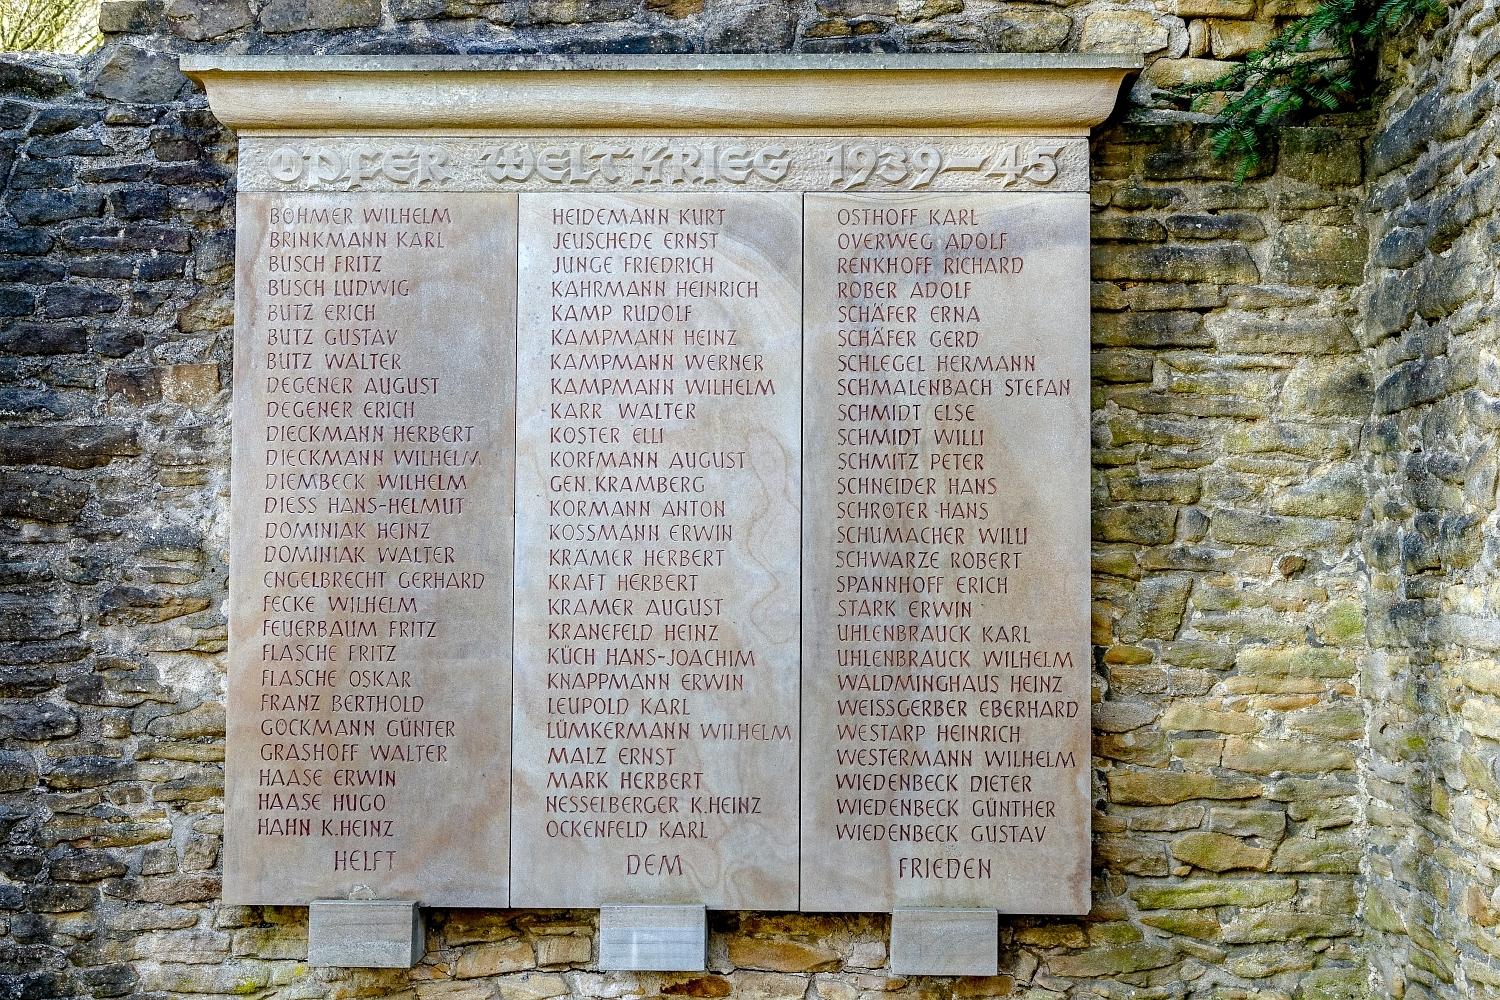 OPFER WELTKRIEG 1939–45
BÖHMER WILHELM
BRINKMANN KARL
BUSCH FRITZ
BUSCH LUDWIG
BUTZ ERICH
BUTZ GUSTAV
BUTZ WALTER
DEGENER AUGUST
DEGENER ERICH
DIECKMANN HERBERT
DIECKMANN WILHELM
DIEMBECK WILHELM
DIESS HANS-HELMUT
DOMINIAK HEINZ
DOMINIAK WALTER
ENGELBRECHT GERHARD
FECKE WILHELM
FEUERBAUM FRITZ
FLASCHE FRITZ
FLASCHE OSKAR
FRANZ BERTHOLD
GÖCKMANN GÜNTER
GRASHOFF WALTER
HAASE ERWIN
HAASE HUGO
HAHN K.HEINZ
HELFT
HEIDEMANN KURT
JEUSCHEDE ERNST
JUNGE FRIEDRICH
KAHRMANN HEINRICH
KAMP RUDOLF
KAMPMANN HEINZ
KAMPMANN WERNER
KAMPMANN WILHELM
KARR WALTER
KOSTER ELLI
KORFMANN AUGUST
GEN. KRAMBERG
KORMANN ANTON
KOSSMANN ERWIN
KRÄMER HERBERT
KRAFT HERBERT
KRAMER AUGUST
KRANEFELD HEINZ
KÜCH HANS-JOACHIM
KNAPPMANN ERWIN
LEUPOLD KARL
LÜMKERMANN WILHELM
MALZ ERNST
MARK HERBERT
NESSELBERGER K.HEINZ
OCKENFELD KARL
DEM
OSTHOFF KARL
OVERWEG ADOLF
RENKHOFF RICHARD
RÖBER ADOLF
SCHÄFER ERNA
SCHÄFER GERD
SCHLEGEL HERMANN
SCHMALENBACH STEFAN
SCHMIDT ELSE
SCHMIDT WILLI
SCHMITZ PETER
SCHNEIDER HANS
SCHRÖTER HANS
SCHUMACHER WILLI
SCHWARZE ROBERT
SPANNHOFF ERICH
STARK ERWIN
UHLENBRAUCK KARL
UHLENBRAUCK WILHELM
WALDMINGHAUS HEINZ
WEISSGERBER EBERHARD
WESTARP HEINRICH
WESTERMANN WILHELM
WIEDENBECK DIETER
WIEDENBECK GÜNTHER
WIEDENBECK GUSTAV
FRIEDEN